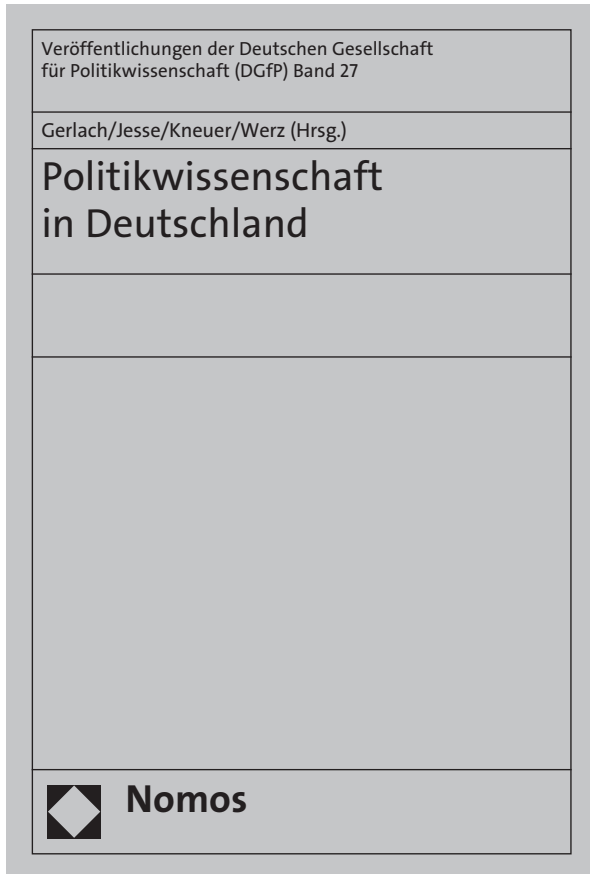 Veröffentlichungen der Deutschen Gesellschaft
für Politikwissenschaft (DGfP) Band 27
Gerlach/Jesse/Kneuer/Werz (Hrsg.)
Politikwissenschaft
in Deutschland
Nomos